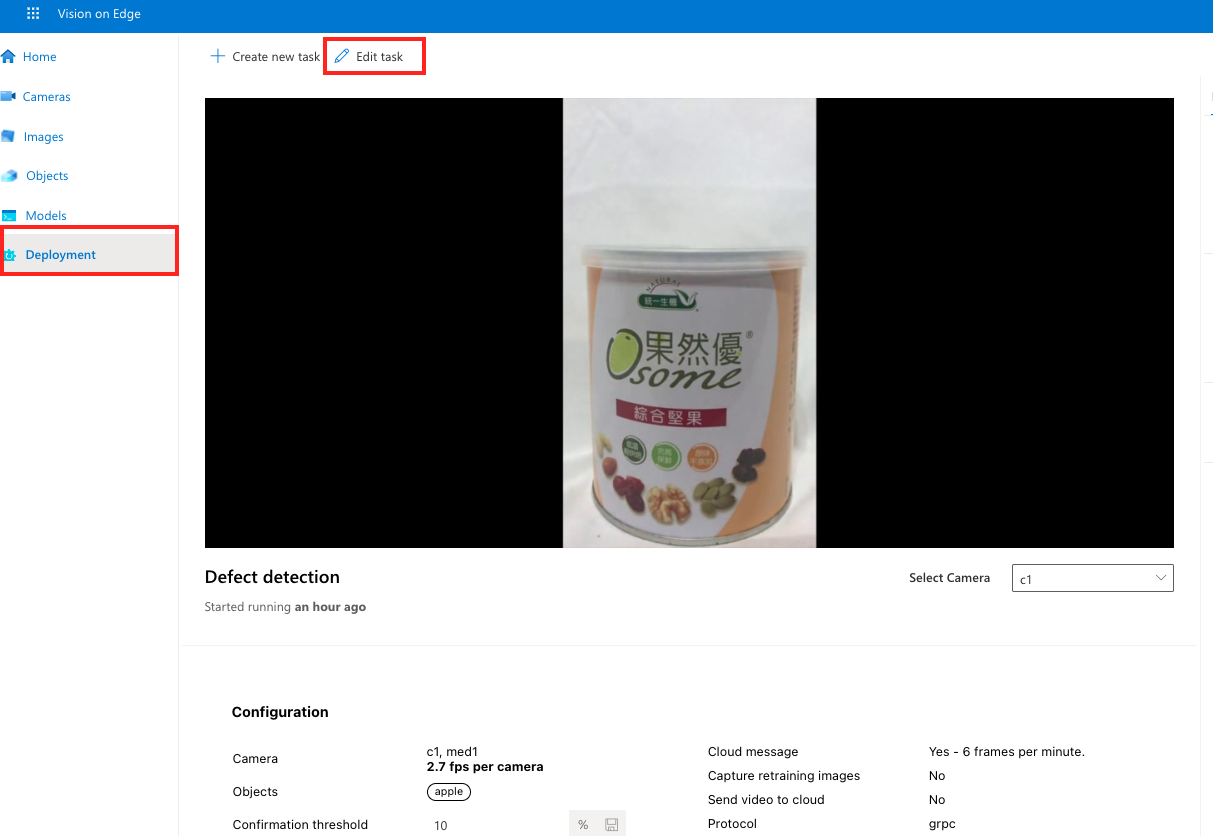 Vision on Edge
Home
Cameras
Images
Objects
Models
Deployment
Create new task
Edit task
NATURAL
統一生機
果然優®
Osome
綜合堅果
Defect detection
Started running an hour ago
Select Camera
c1
Configuration
Camera
c1, med1
2.7 fps per camera
Objects
apple
Confirmation threshold
10
%
Cloud message
Yes - 6 frames per minute.
Capture retraining images
No
Send video to cloud
No
Protocol
grpc